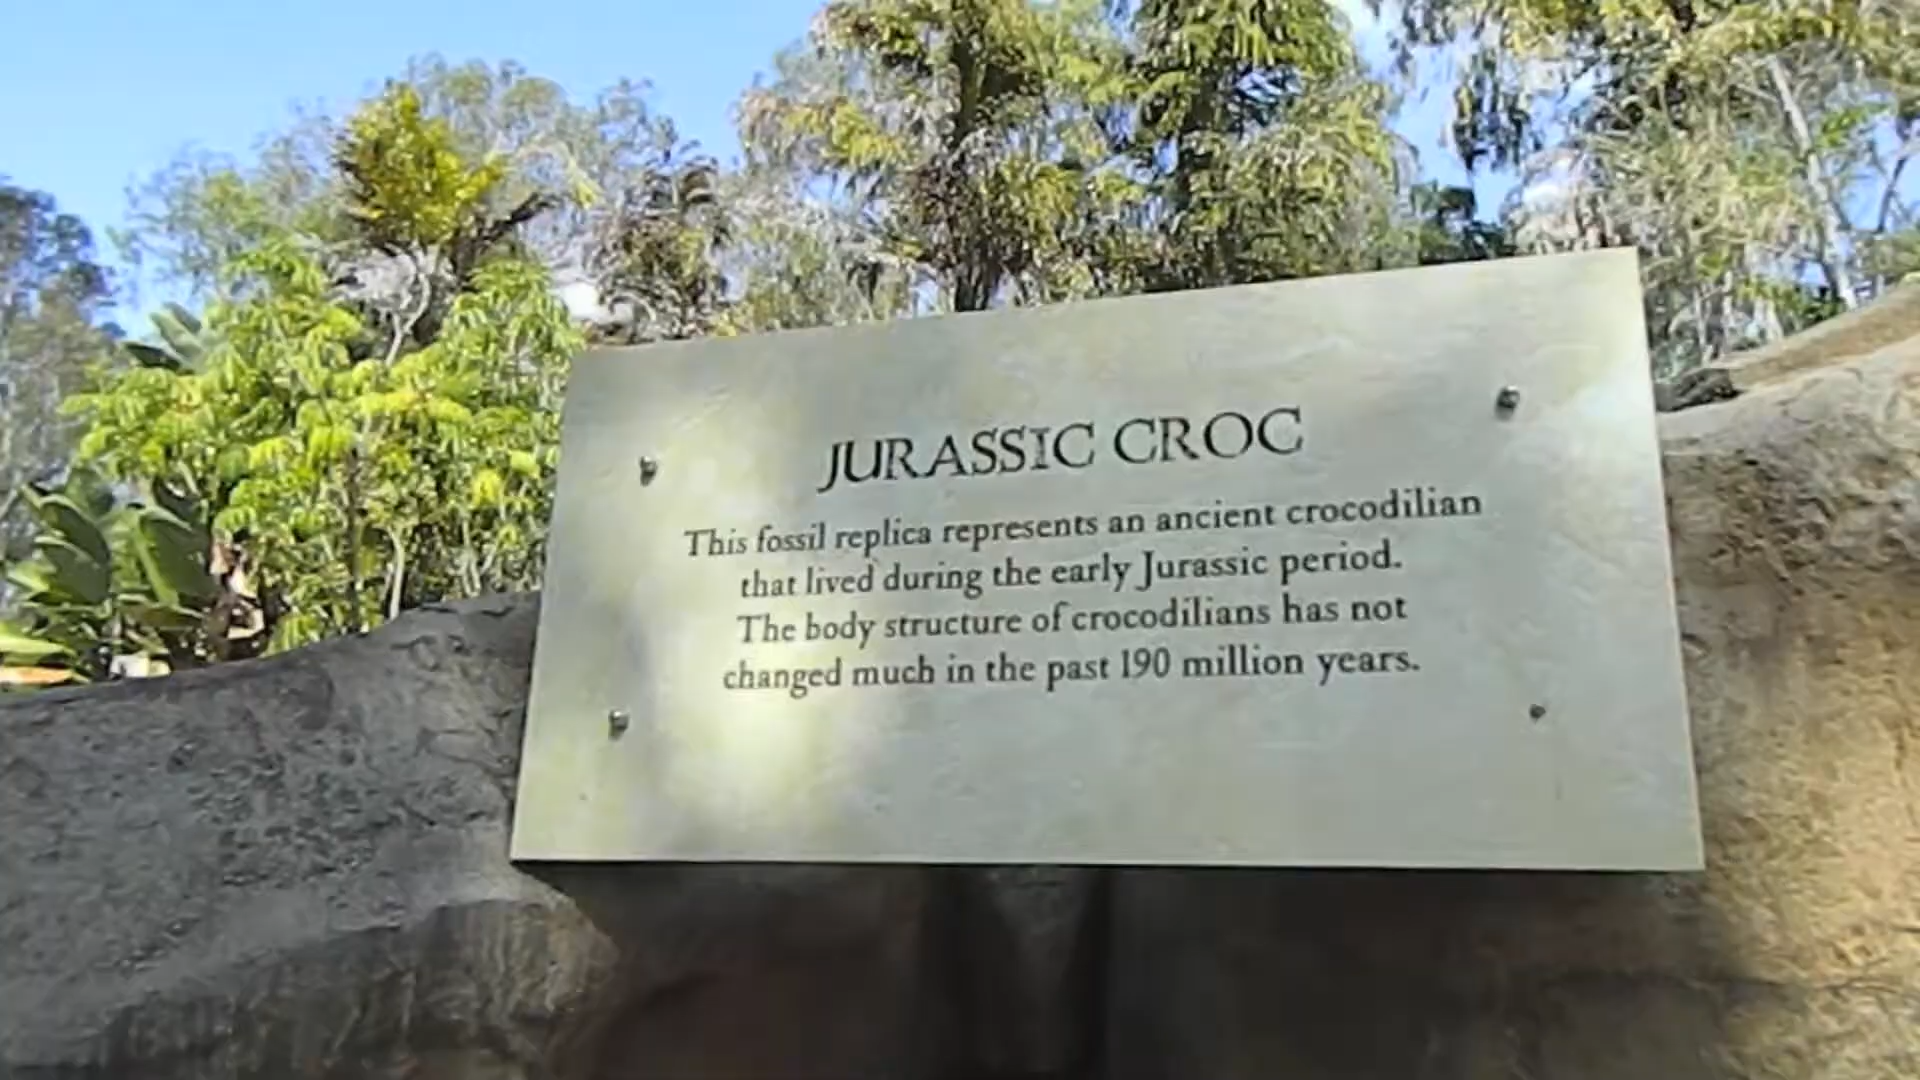 JURASSIC CROC
This fossil replica represents an ancient crocodilian
that lived during the early Jurassic period.
The body structure of crocodilians has not
changed much in the past 190 million years.